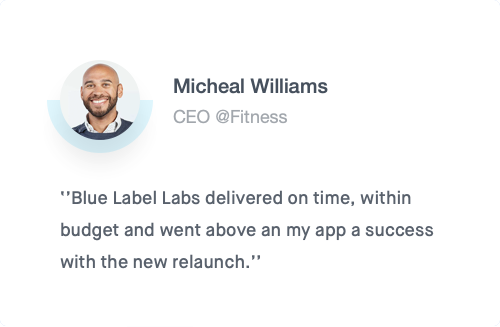 Micheal Williams
CEO @Fitness
‘’Blue Label Labs delivered on time, within
budget and went above an my app a success
with the new relaunch.’’